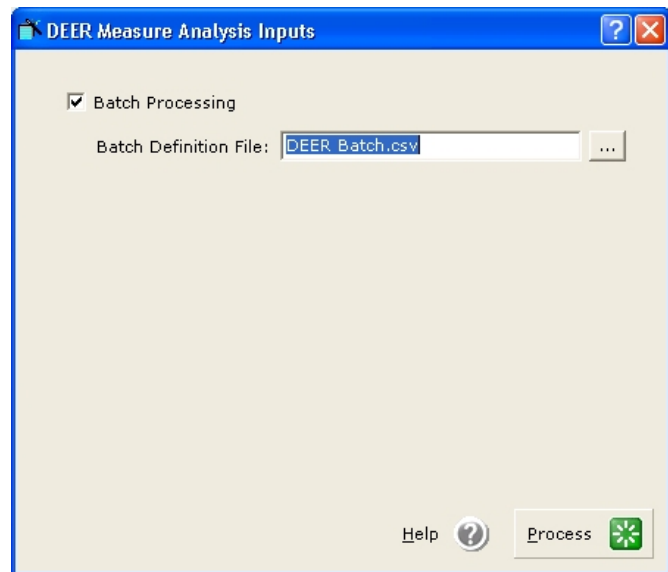 DEER Measure Analysis Inputs
Batch Processing
Batch Definition File: DEER Batch.csv ...
Help ? Process